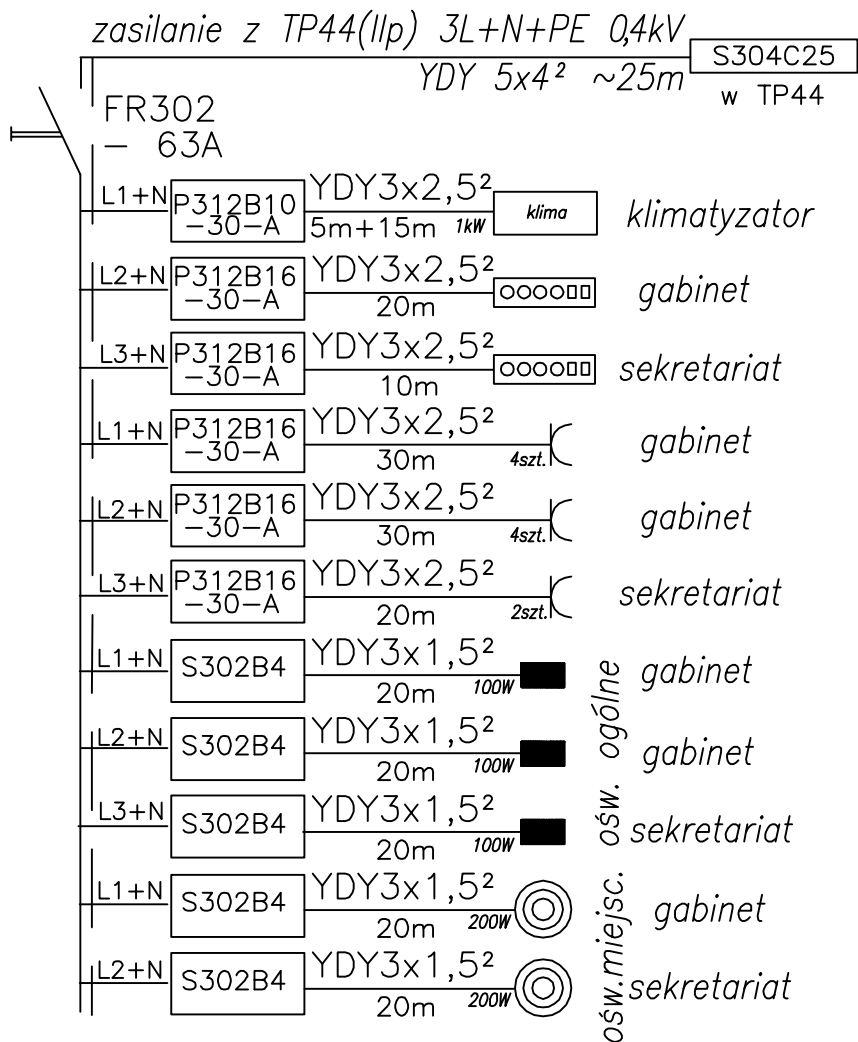 zasilanie z TP44(IIp) 3L+N+PE 0,4kV
S304C25
YDY 5x4² ~25m
w TP44
FR302
- 63A
L1+N P312B10 -30-A YDY3x2,5² 5m+15m 1kW klima klimatyzator
L2+N P312B16 -30-A YDY3x2,5² 20m gabinet
L3+N P312B16 -30-A YDY3x2,5² 10m sekretariat
L1+N P312B16 -30-A YDY3x2,5² 30m 4szt. gabinet
L2+N P312B16 -30-A YDY3x2,5² 30m 4szt. gabinet
L3+N P312B16 -30-A YDY3x2,5² 20m 2szt. sekretariat
L1+N S302B4 YDY3x1,5² 20m 100W gabinet
L2+N S302B4 YDY3x1,5² 20m 100W gabinet
L3+N S302B4 YDY3x1,5² 20m 100W sekretariat
ośw. ogólne
L1+N S302B4 YDY3x1,5² 20m 200W gabinet
L2+N S302B4 YDY3x1,5² 20m 200W sekretariat
ośw.miejsc.